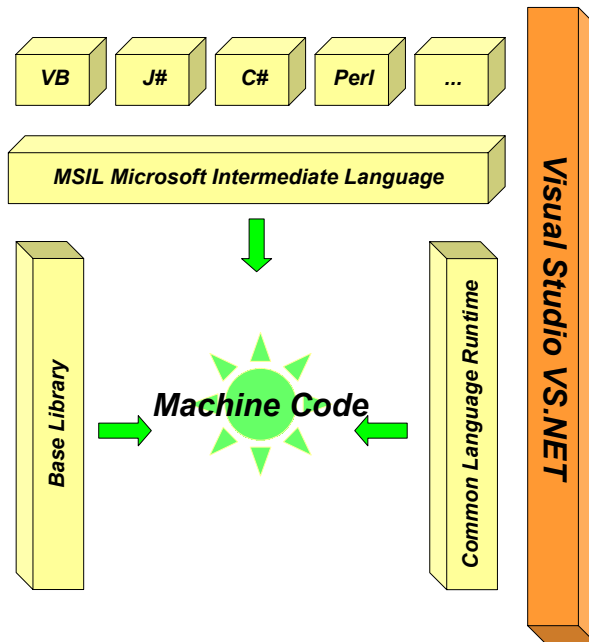 VB
J#
C#
Perl
...
MSIL Microsoft Intermediate Language
Base Library
Machine Code
Common Language Runtime
Visual Studio VS.NET